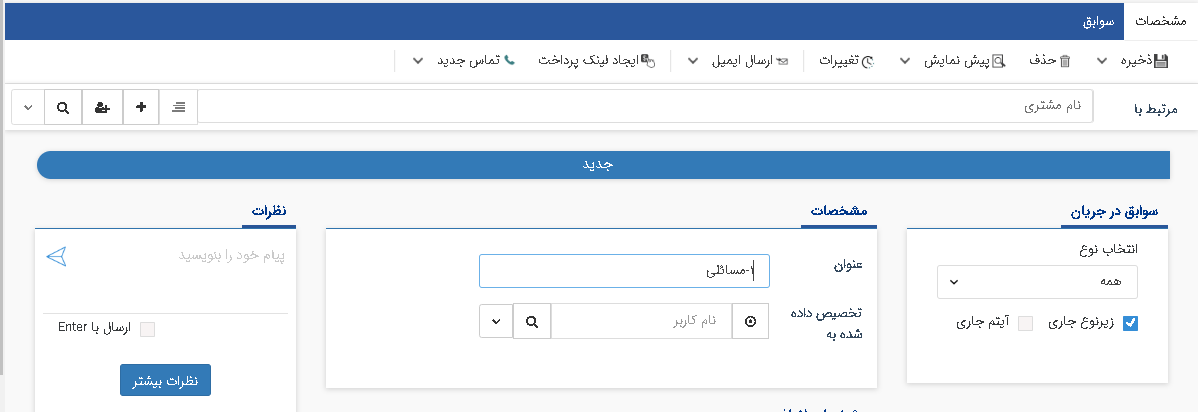 مشخصات سوابق
ذخیره حذف پیش نمایش تغییرات ارسال ایمیل ایجاد لینک پرداخت تماس جدید
مرتبط با نام مشتری
جدید
سوابق در جریان
انتخاب نوع
همه
زیرنوع جاری آیتم جاری
مشخصات
عنوان ۱-مسائلی
تخصیص داده شده به نام کاربر
نظرات
پیام خود را بنویسید
ارسال با Enter
نظرات بیشتر